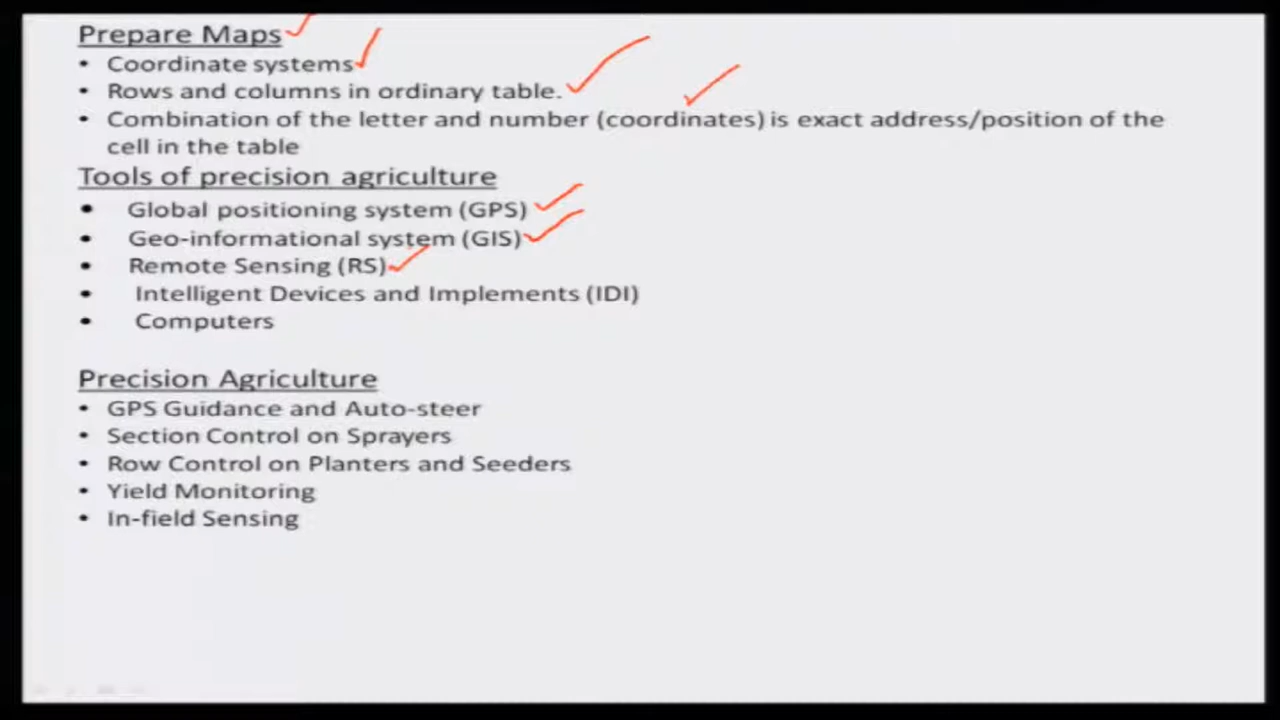 Prepare Maps
• Coordinate systems
• Rows and columns in ordinary table.
• Combination of the letter and number (coordinates) is exact address/position of the
cell in the table
Tools of precision agriculture
• Global positioning system (GPS)
• Geo-informational system (GIS)
• Remote Sensing (RS)
• Intelligent Devices and Implements (IDI)
• Computers
Precision Agriculture
• GPS Guidance and Auto-steer
• Section Control on Sprayers
• Row Control on Planters and Seeders
• Yield Monitoring
• In-field Sensing